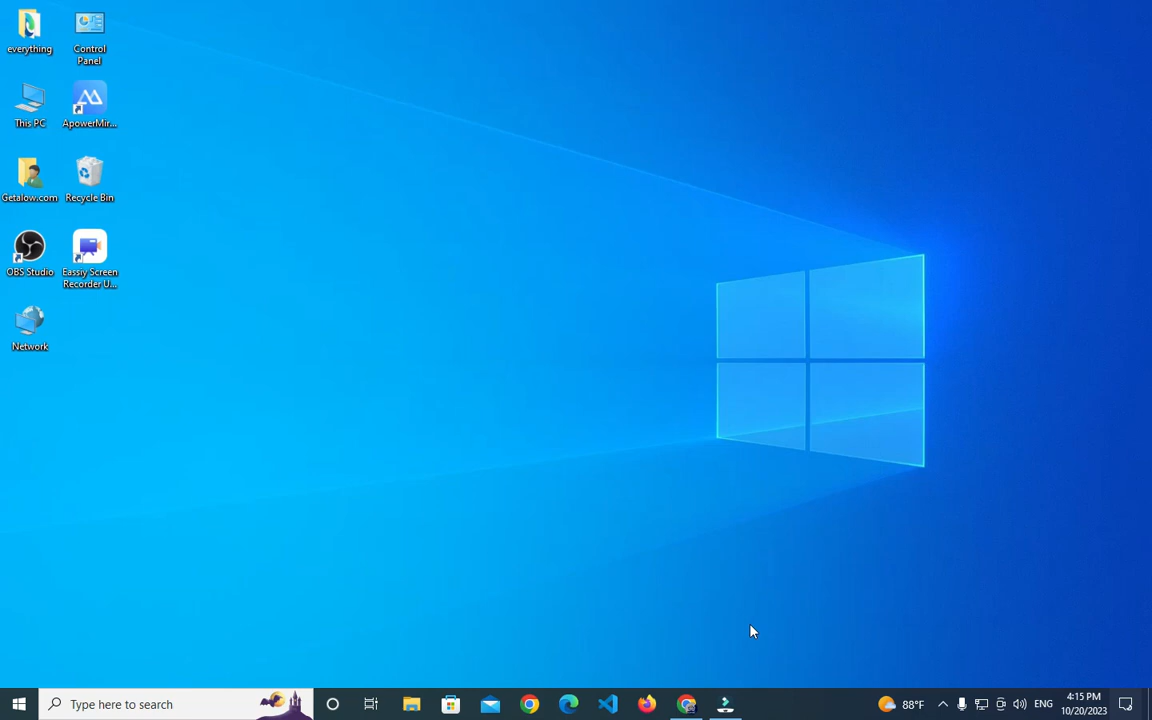 everything
Control
Panel
This PC
ApowerMir...
Getalow.com
Recycle Bin
OBS Studio
Eassiy Screen
Recorder U...
Network
Type here to search
88°F
ENG
4:15 PM
10/20/2023